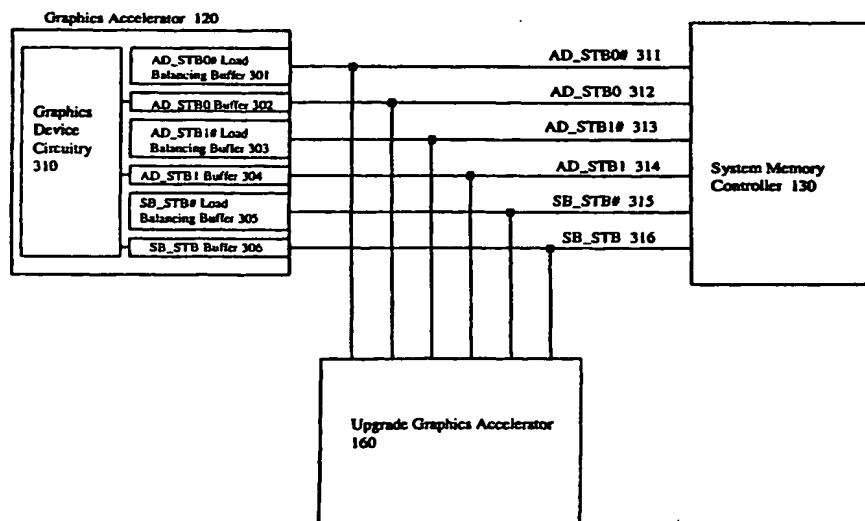 Graphics Accelerator 120
AD_STB0# Load
Balancing Buffer 301
AD_STB0 Buffer 302
AD_STB1# Load
Balancing Buffer 303
AD_STB1 Buffer 304
SB_STB# Load
Balancing Buffer 305
SB_STB Buffer 306
Graphics
Device
Circuitry
310
AD_STB0# 311
AD_STB0 312
AD_STB1# 313
AD_STB1 314
SB_STB# 315
SB_STB 316
System Memory
Controller 130
Upgrade Graphics Accelerator
160